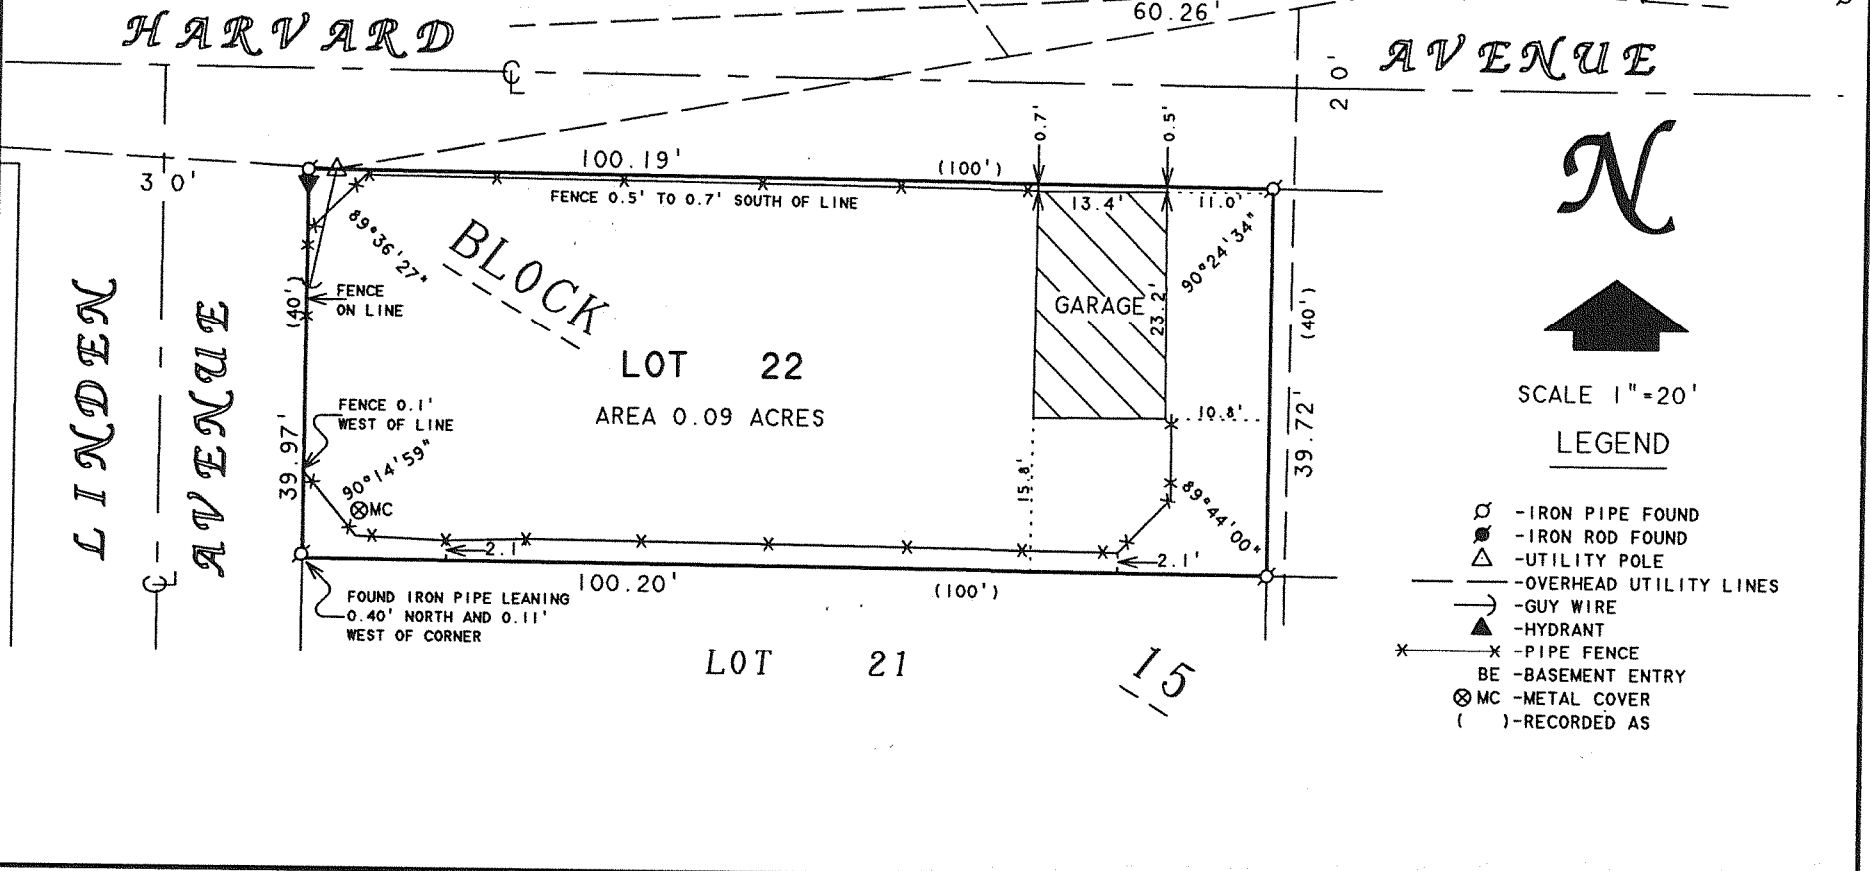 60.26'
HARVARD AVENUE
℄
20'
30'
100.19'
(100')
0.7'
0.5'
FENCE 0.5' TO 0.7' SOUTH OF LINE
13.4'
11.0'
89°36'27"
90°24'34"
BLOCK
LINDEN
AVENUE
℄
(40')
FENCE
ON LINE
GARAGE
23.2'
(40')
LOT 22
AREA 0.09 ACRES
FENCE 0.1'
WEST OF LINE
39.97'
90°14'59"
MC
10.8'
15.8'
39.72'
89°44'00"
2.1'
2.1'
100.20'
(100')
FOUND IRON PIPE LEANING
0.40' NORTH AND 0.11'
WEST OF CORNER
LOT 21
15
N
SCALE 1"=20'
LEGEND
-IRON PIPE FOUND
-IRON ROD FOUND
-UTILITY POLE
-OVERHEAD UTILITY LINES
-GUY WIRE
-HYDRANT
-PIPE FENCE
BE -BASEMENT ENTRY
MC -METAL COVER
( )-RECORDED AS